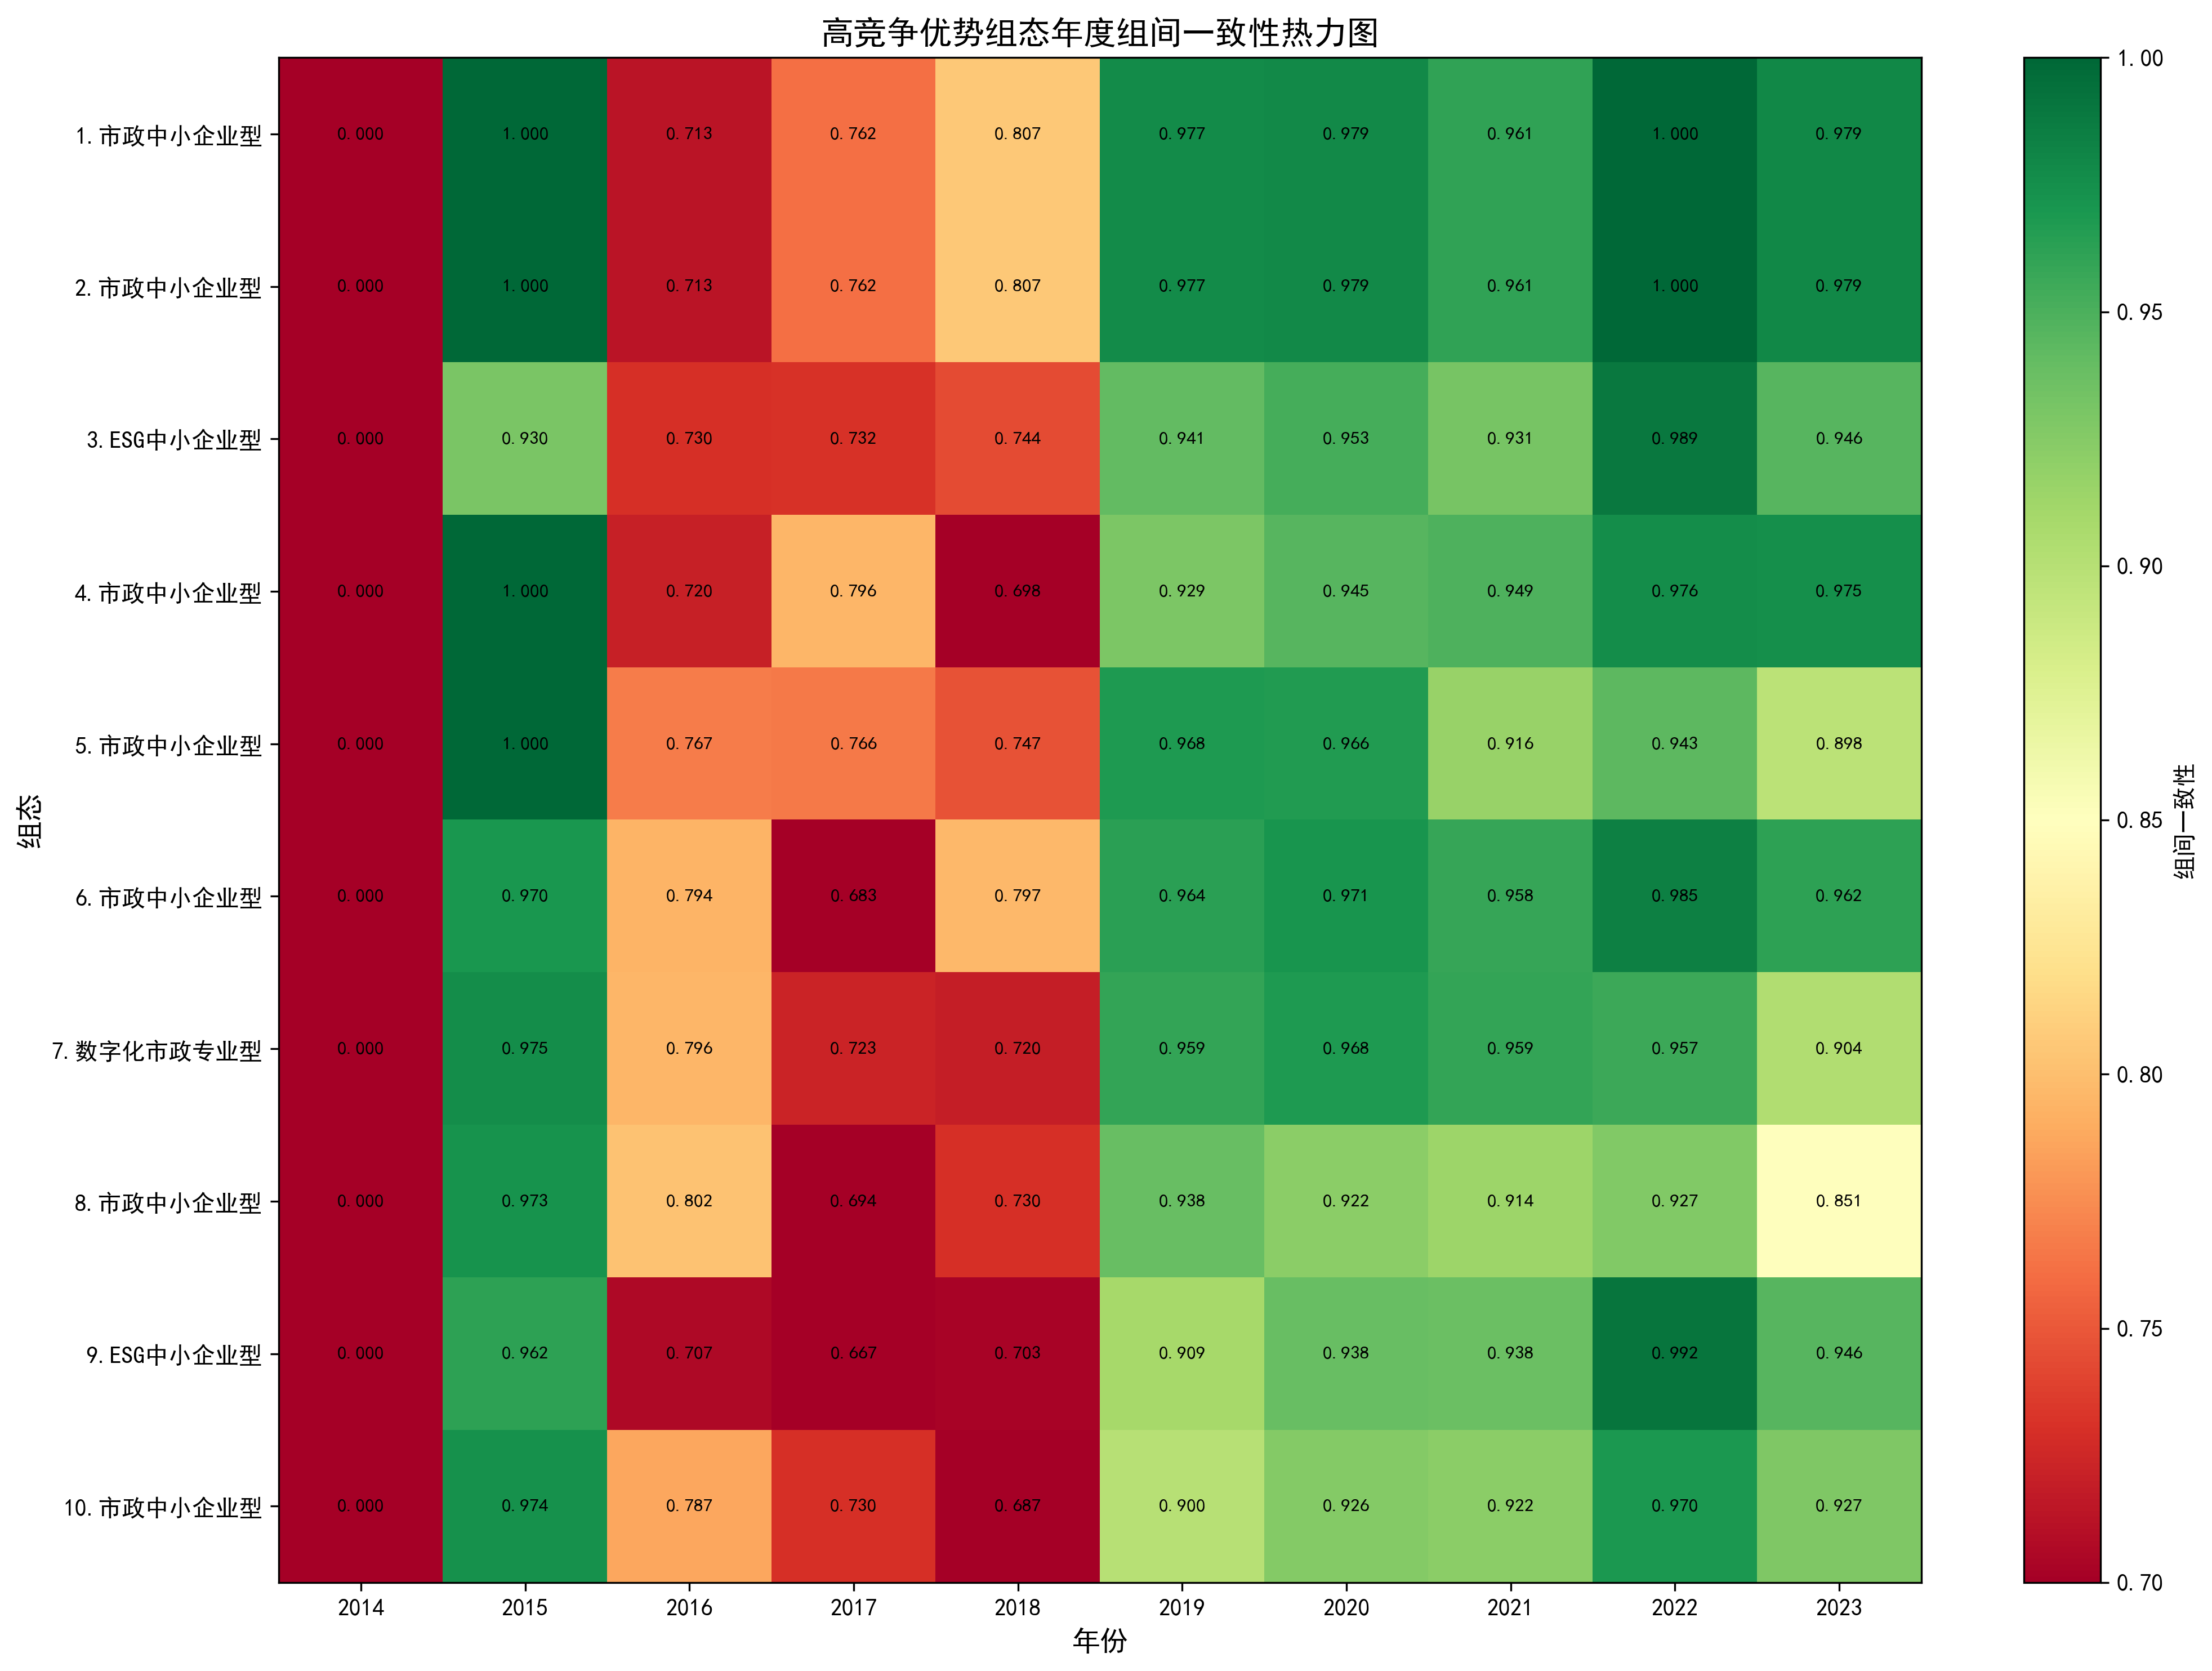 高竞争优势组态年度组间一致性热力图
1.市政中小企业型 0.000 1.000 0.713 0.762 0.807 0.977 0.979 0.961 1.000 0.979
2.市政中小企业型 0.000 1.000 0.713 0.762 0.807 0.977 0.979 0.961 1.000 0.979
3.ESG中小企业型 0.000 0.930 0.730 0.732 0.744 0.941 0.953 0.931 0.989 0.946
4.市政中小企业型 0.000 1.000 0.720 0.796 0.698 0.929 0.945 0.949 0.976 0.975
5.市政中小企业型 0.000 1.000 0.767 0.766 0.747 0.968 0.966 0.916 0.943 0.898
6.市政中小企业型 0.000 0.970 0.794 0.683 0.797 0.964 0.971 0.958 0.985 0.962
7.数字化市政专业型 0.000 0.975 0.796 0.723 0.720 0.959 0.968 0.959 0.957 0.904
8.市政中小企业型 0.000 0.973 0.802 0.694 0.730 0.938 0.922 0.914 0.927 0.851
9.ESG中小企业型 0.000 0.962 0.707 0.667 0.703 0.909 0.938 0.938 0.992 0.946
10.市政中小企业型 0.000 0.974 0.787 0.730 0.687 0.900 0.926 0.922 0.970 0.927
2014 2015 2016 2017 2018 2019 2020 2021 2022 2023
年份
组态
1.00
0.95
0.90
0.85
0.80
0.75
0.70
组间一致性